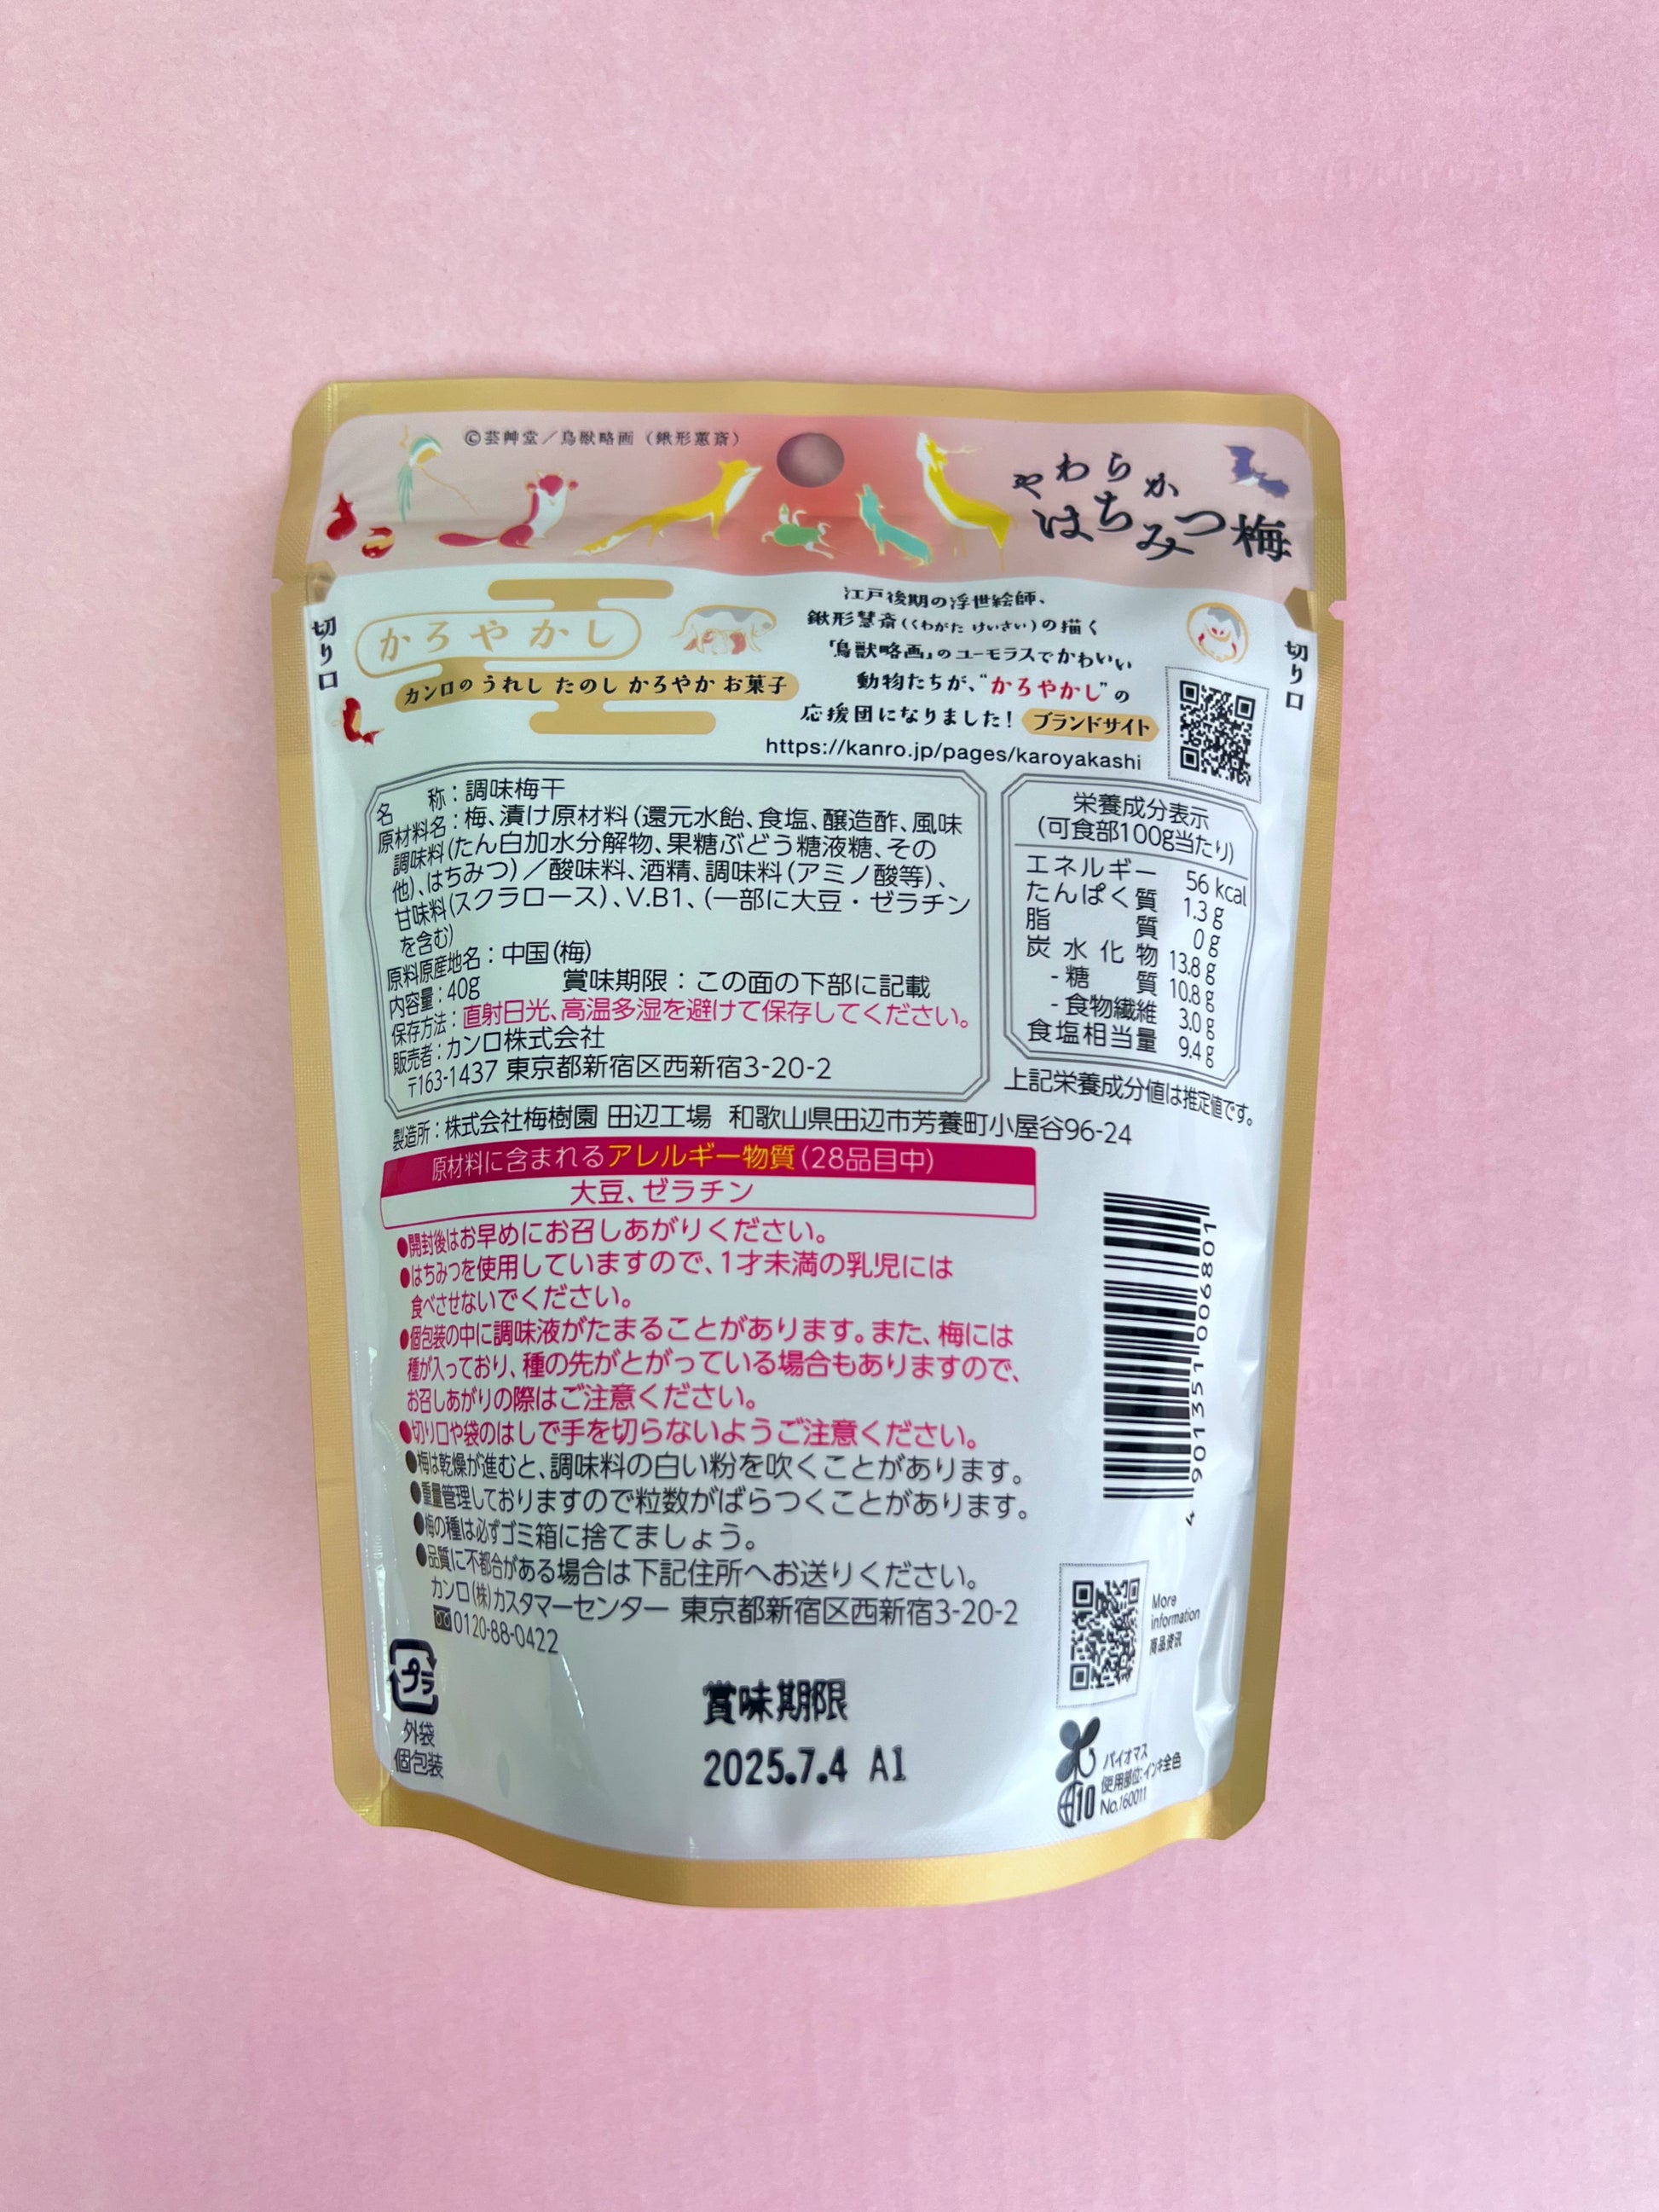 ©芸艸堂／鳥獣略画（鍬形蕙斎）
やわらか
はちみつ梅
切り口
切り口
かろやかし
カンロの うれし たのし かろやか お菓子
江戸後期の浮世絵師、
鍬形慧斎(くわがた けいさい)の描く
「鳥獣略画」のユーモラスでかわいい
動物たちが、“かろやかし”の
応援団になりました! ブランドサイト
https://kanro.jp/pages/karoyakashi
名 称：調味梅干
原材料名：梅、漬け原材料（還元水飴、食塩、醸造酢、風味
調味料(たん白加水分解物、果糖ぶどう糖液糖、その
他)、はちみつ）／酸味料、酒精、調味料(アミノ酸等)、
甘味料(スクラロース)、V.B1、(一部に大豆・ゼラチン
を含む)
原料原産地名：中国(梅)
内容量：40g 賞味期限：この面の下部に記載
保存方法：直射日光、高温多湿を避けて保存してください。
販売者：カンロ株式会社
〒163-1437 東京都新宿区西新宿3-20-2
栄養成分表示
(可食部100g当たり)
エネルギー 56 kcal
たんぱく質 1.3 g
脂 質 0 g
炭水化物 13.8 g
-糖 質 10.8 g
-食物繊維 3.0 g
食塩相当量 9.4 g
上記栄養成分値は推定値です。
製造所：株式会社梅樹園 田辺工場 和歌山県田辺市芳養町小屋谷96-24
原材料に含まれるアレルギー物質(28品目中)
大豆、ゼラチン
●開封後はお早めにお召しあがりください。
●はちみつを使用していますので、1才未満の乳児には
食べさせないでください。
●個包装の中に調味液がたまることがあります。また、梅には
種が入っており、種の先がとがっている場合もありますので、
お召しあがりの際はご注意ください。
●切り口や袋のはしで手を切らないようご注意ください。
●梅は乾燥が進むと、調味料の白い粉を吹くことがあります。
●重量管理しておりますので粒数がばらつくことがあります。
●梅の種は必ずゴミ箱に捨てましょう。
●品質に不都合がある場合は下記住所へお送りください。
カンロ(株)カスタマーセンター 東京都新宿区西新宿3-20-2
0120-88-0422
4 901351 006801
More
information
商品资讯
プラ
外袋
個包装
賞味期限
2025.7.4 A1
バイオマス
使用部位:インキ全色
No.160011
10